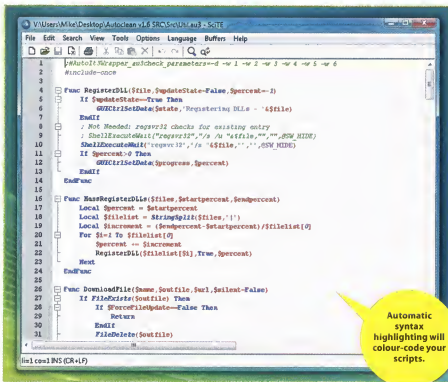 V:\Users\Mike\Desktop\Autoclean v1.6 SRC\Src\Util.au3 - SciTE
File Edit Search View Tools Options Language Buffers Help
1 ;#AutoIt3Wrapper_au3check_parameters=-d -w 1 -w 2 -w 3 -w 4 -w 5 -w 6
2 #include-once
3
4 Func RegisterDLL($file,$updateState=False,$percent=-1)
5 If $updateState=True Then
6 GUICtrlSetData($state,'Registering DLLs - '&$file)
7 EndIf
8 ; Not Needed: regsvr32 checks for existing entry
9 ; ShellExecuteWait("regsvr32","/s /u "&$file,"","",@SW_HIDE)
10 ShellExecuteWait('regsvr32','/s '&$file,'','',@SW_HIDE)
11 If $percent>0 Then
12 GUICtrlSetData($progress,$percent)
13 EndIf
14 EndFunc
15
16 Func MassRegisterDLLs($files,$startpercent,$endpercent)
17 Local $percent = $startpercent
18 Local $filelist = StringSplit($files,'|')
19 Local $increment = ($endpercent-$startpercent)/$filelist[0]
20 For $i=1 To $filelist[0]
21 $percent += $increment
22 RegisterDLL($filelist[$i],True,$percent)
23 Next
24 EndFunc
25
26 Func DownloadFile($name,$outfile,$url,$silent=False)
27 If FileExists($outfile) Then
28 If $ForceFileUpdate=False Then
29 Return
30 EndIf
31 FileDelete($outfile)
li=1 co=1 INS (CR+LF)
Automatic
syntax
highlighting will
colour-code your
scripts.